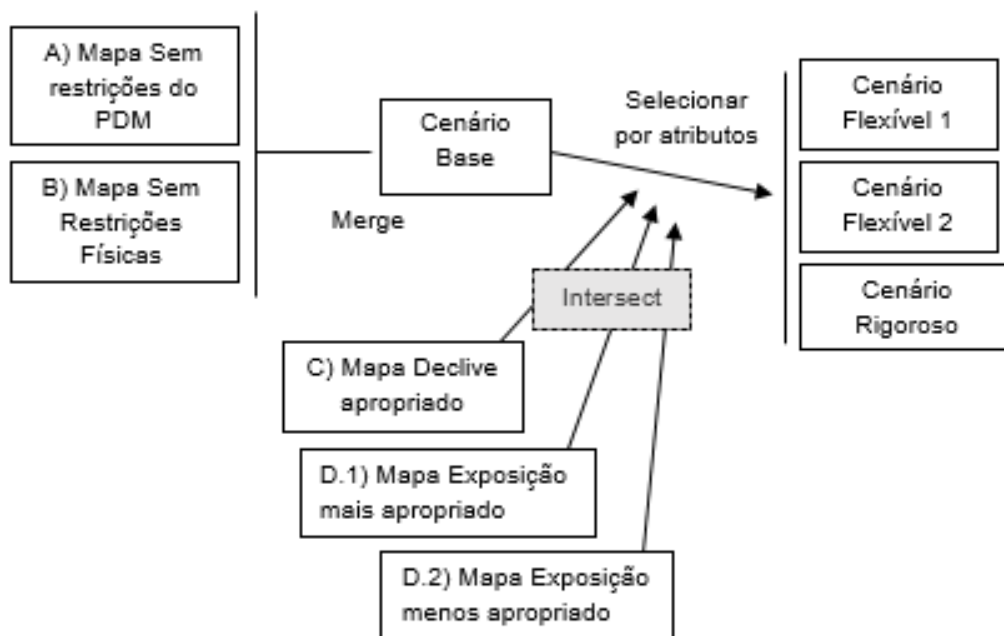 A) Mapa Sem
restrições do
PDM
B) Mapa Sem
Restrições
Físicas
Merge
Cenário
Base
Selecionar
por atributos
Intersect
C) Mapa Declive
apropriado
D.1) Mapa Exposição
mais apropriado
D.2) Mapa Exposição
menos apropriado
Cenário
Flexível 1
Cenário
Flexível 2
Cenário
Rigoroso